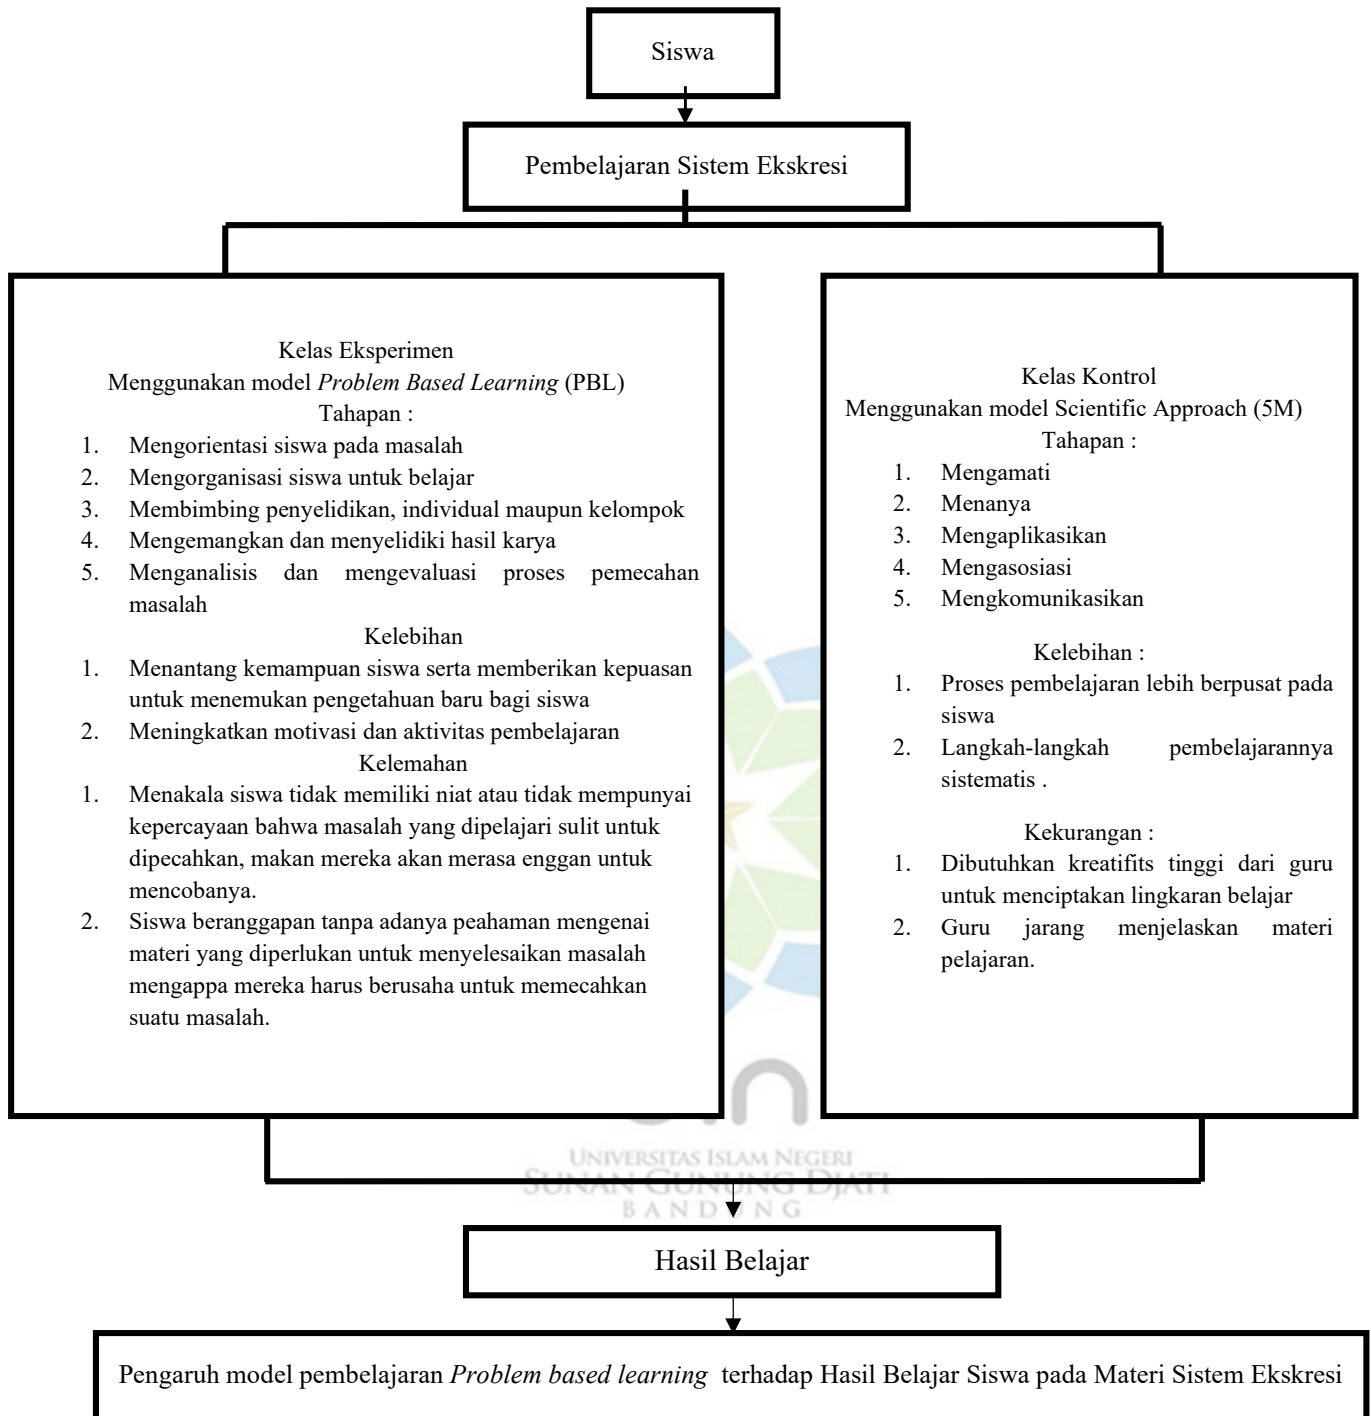 Siswa
Pembelajaran Sistem Ekskresi
Kelas Eksperimen
Menggunakan model Problem Based Learning (PBL)
Tahapan :
1. Mengorientasi siswa pada masalah
2. Mengorganisasi siswa untuk belajar
3. Membimbing penyelidikan, individual maupun kelompok
4. Mengemangkan dan menyelidiki hasil karya
5. Menganalisis dan mengevaluasi proses pemecahan
masalah
Kelebihan
1. Menantang kemampuan siswa serta memberikan kepuasan
untuk menemukan pengetahuan baru bagi siswa
2. Meningkatkan motivasi dan aktivitas pembelajaran
Kelemahan
1. Menakala siswa tidak memiliki niat atau tidak mempunyai
kepercayaan bahwa masalah yang dipelajari sulit untuk
dipecahkan, makan mereka akan merasa enggan untuk
mencobanya.
2. Siswa beranggapan tanpa adanya peahaman mengenai
materi yang diperlukan untuk menyelesaikan masalah
mengappa mereka harus berusaha untuk memecahkan
suatu masalah.
Kelas Kontrol
Menggunakan model Scientific Approach (5M)
Tahapan :
1. Mengamati
2. Menanya
3. Mengaplikasikan
4. Mengasosiasi
5. Mengkomunikasikan
Kelebihan :
1. Proses pembelajaran lebih berpusat pada
siswa
2. Langkah-langkah pembelajarannya
sistematis .
Kekurangan :
1. Dibutuhkan kreatifits tinggi dari guru
untuk menciptakan lingkaran belajar
2. Guru jarang menjelaskan materi
pelajaran.
UNIVERSITAS ISLAM NEGERI
SUNAN GUNUNG DJATI
BANDUNG
Hasil Belajar
Pengaruh model pembelajaran Problem based learning terhadap Hasil Belajar Siswa pada Materi Sistem Ekskresi